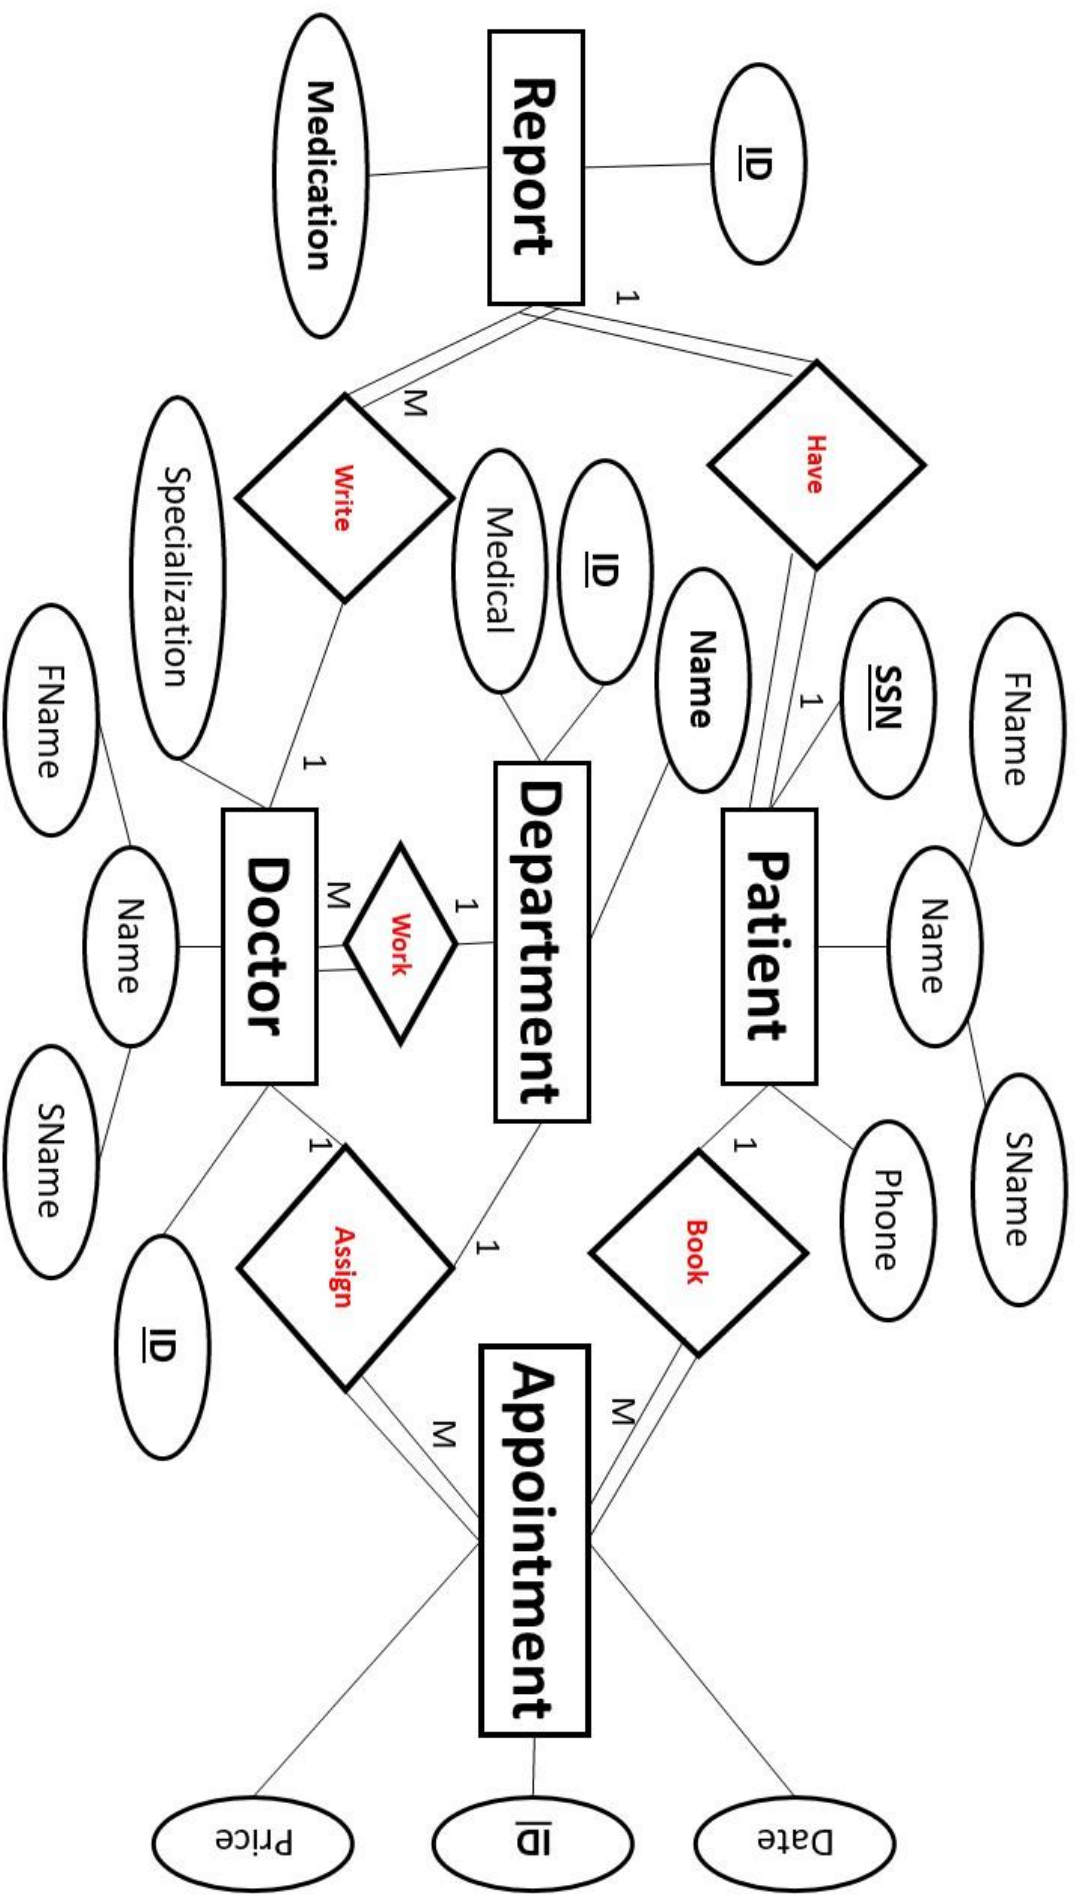 FName
SName
Name
SSN
Phone
ID
Have
1
Patient
1
Book
Date
1
Name
M
Report
ID
Medical
Department
1
Appointment
ID
1
Work
M
M
M
Medication
Write
1
Doctor
1
Assign
Price
Specialization
Name
ID
FName
SName